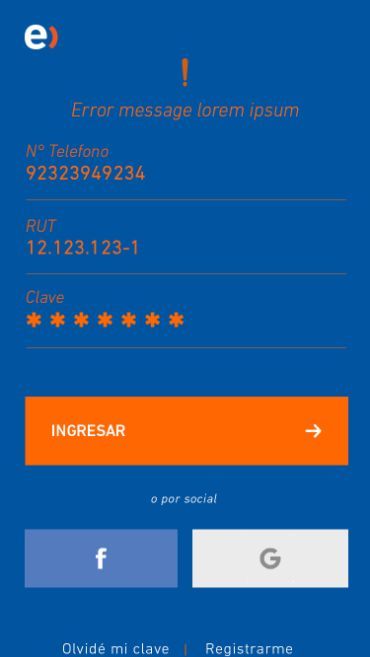 e)
!
Error message lorem ipsum
N° Telefono
92323949234
RUT
12.123.123-1
Clave
*******
INGRESAR →
o por social
f G
Olvidé mi clave | Registrarme